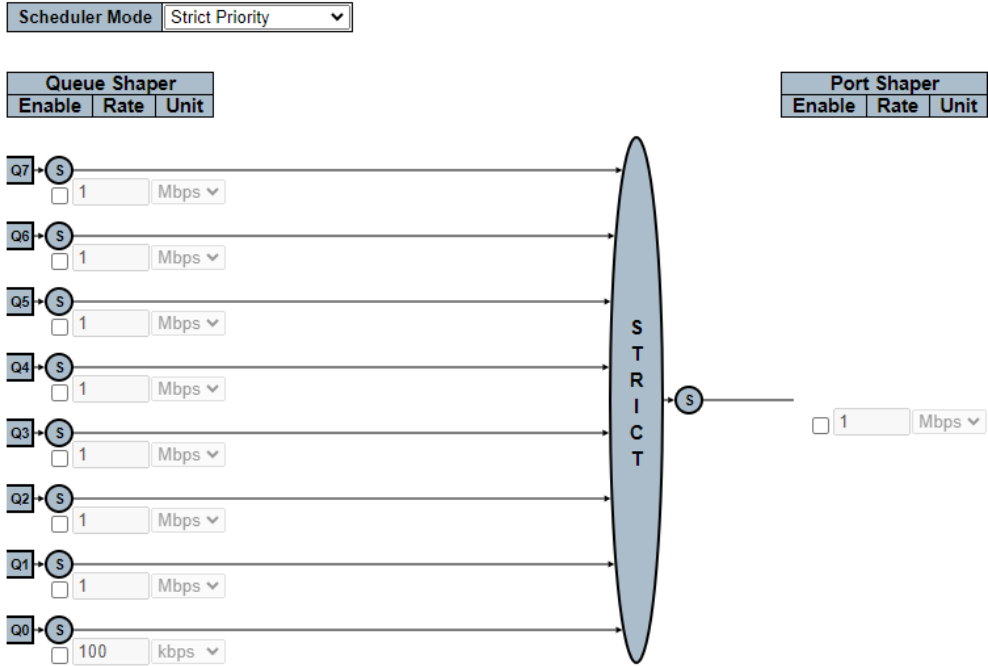 Scheduler Mode Strict Priority
Queue Shaper
Enable Rate Unit
Port Shaper
Enable Rate Unit
Q7 S
1 Mbps
Q6 S
1 Mbps
Q5 S
1 Mbps
Q4 S
1 Mbps
Q3 S
1 Mbps
Q2 S
1 Mbps
Q1 S
1 Mbps
Q0 S
100 kbps
S
T
R
I
C
T
S
1 Mbps